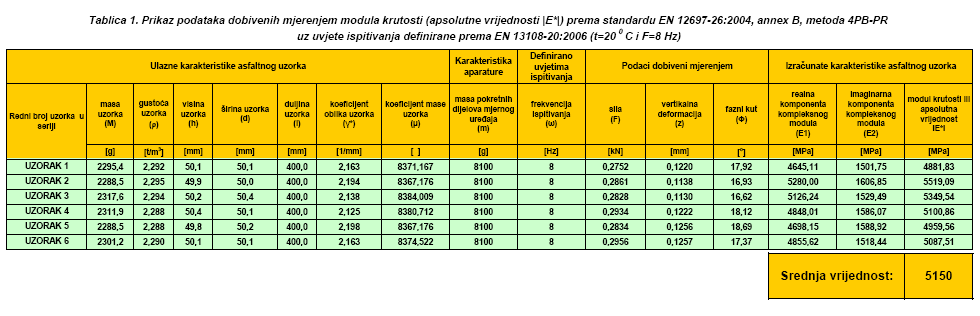 Tablica 1. Prikaz podataka dobivenih mjerenjem modula krutosti (apsolutne vrijednosti |E*|) prema standardu EN 12697-26:2004, annex B, metoda 4PB-PR
uz uvjete ispitivanja definirane prema EN 13108-20:2006 (t=20 ⁰ C i F=8 Hz)
Ulazne karakteristike asfaltnog uzorka Karakteristika aparature Definirano uvjetima ispitivanja Podaci dobiveni mjerenjem Izračunate karakteristike asfaltnog uzorka
Redni broj uzorka u seriji masa uzorka (M) gustoća uzorka (ρ) visina uzorka (h) širina uzorka (d) duljina uzorka (l) koeficijent oblika uzorka (γ*) koeficijent mase uzorka (μ) masa pokretnih dijelova mjernog uređaja (m) frekvencija ispitivanja (ω) sila (F) vertikalna deformacija (z) fazni kut (Φ) realna komponenta kompleksnog modula (E1) imaginarna komponenta kompleksnog modula (E2) modul krutosti ili apsolutna vrijednost IE*I
[g] [t/m³] [mm] [mm] [mm] [1/mm] [ ] [g] [Hz] [kN] [mm] [⁰] [MPa] [MPa] [MPa]
UZORAK 1 2295,4 2,292 50,1 50,1 400,0 2,163 8371,167 8100 8 0,2752 0,1220 17,92 4645,11 1501,75 4881,83
UZORAK 2 2288,5 2,295 49,9 50,0 400,0 2,194 8367,176 8100 8 0,2861 0,1138 16,93 5280,00 1606,85 5519,09
UZORAK 3 2317,6 2,294 50,2 50,4 400,0 2,138 8384,009 8100 8 0,2828 0,1130 16,62 5126,24 1529,49 5349,54
UZORAK 4 2311,9 2,288 50,4 50,1 400,0 2,125 8380,712 8100 8 0,2934 0,1222 18,12 4848,01 1586,07 5100,86
UZORAK 5 2288,5 2,288 49,8 50,2 400,0 2,198 8367,176 8100 8 0,2834 0,1256 18,69 4698,15 1588,92 4959,56
UZORAK 6 2301,2 2,290 50,1 50,1 400,0 2,163 8374,522 8100 8 0,2956 0,1257 17,37 4855,62 1518,44 5087,51
Srednja vrijednost: 5150